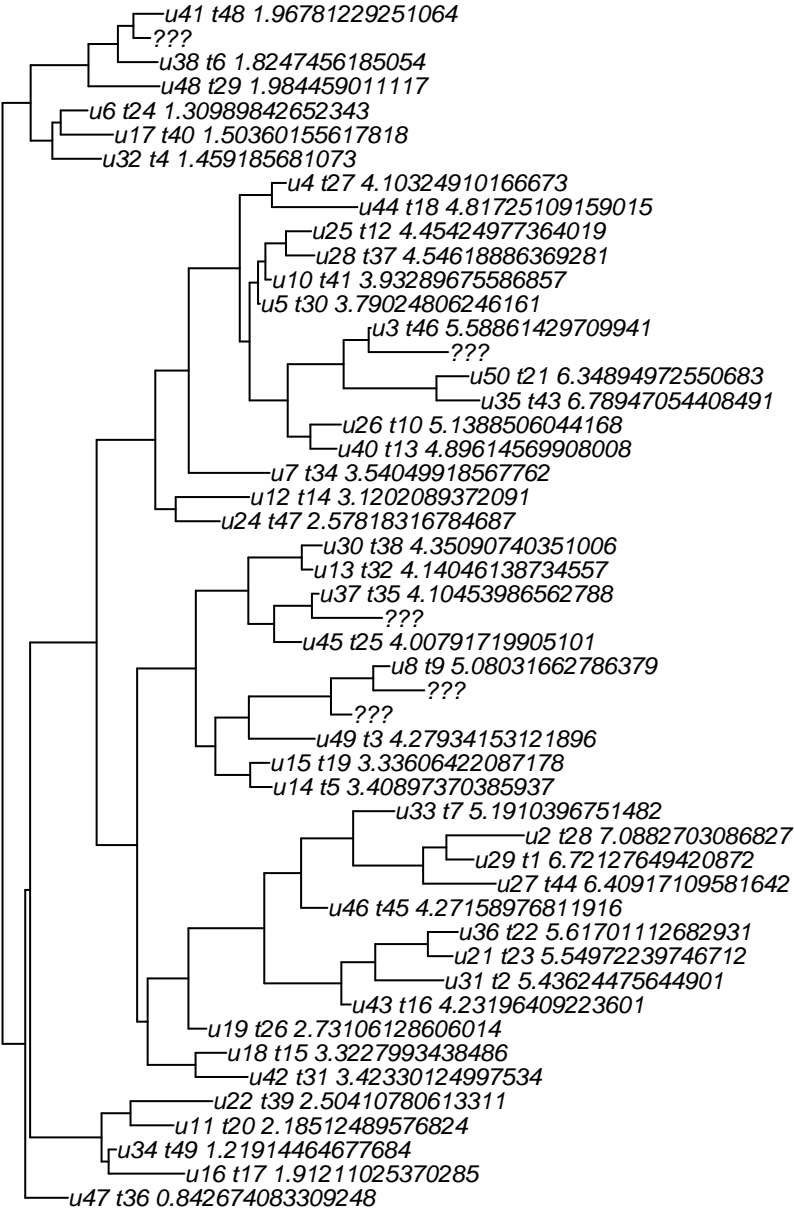 u41 t48 1.96781229251064
???
u38 t6 1.8247456185054
u48 t29 1.984459011117
u6 t24 1.30989842652343
u17 t40 1.50360155617818
u32 t4 1.459185681073
u4 t27 4.10324910166673
u44 t18 4.81725109159015
u25 t12 4.45424977364019
u28 t37 4.54618886369281
u10 t41 3.93289675586857
u5 t30 3.79024806246161
u3 t46 5.58861429709941
???
u50 t21 6.34894972550683
u35 t43 6.78947054408491
u26 t10 5.1388506044168
u40 t13 4.89614569908008
u7 t34 3.54049918567762
u12 t14 3.1202089372091
u24 t47 2.57818316784687
u30 t38 4.35090740351006
u13 t32 4.14046138734557
u37 t35 4.10453986562788
???
u45 t25 4.00791719905101
u8 t9 5.08031662786379
???
???
u49 t3 4.27934153121896
u15 t19 3.33606422087178
u14 t5 3.40897370385937
u33 t7 5.1910396751482
u2 t28 7.0882703086827
u29 t1 6.72127649420872
u27 t44 6.40917109581642
u46 t45 4.27158976811916
u36 t22 5.61701112682931
u21 t23 5.54972239746712
u31 t2 5.43624475644901
u43 t16 4.23196409223601
u19 t26 2.73106128606014
u18 t15 3.3227993438486
u42 t31 3.42330124997534
u22 t39 2.50410780613311
u11 t20 2.18512489576824
u34 t49 1.21914464677684
u16 t17 1.91211025370285
u47 t36 0.842674083309248